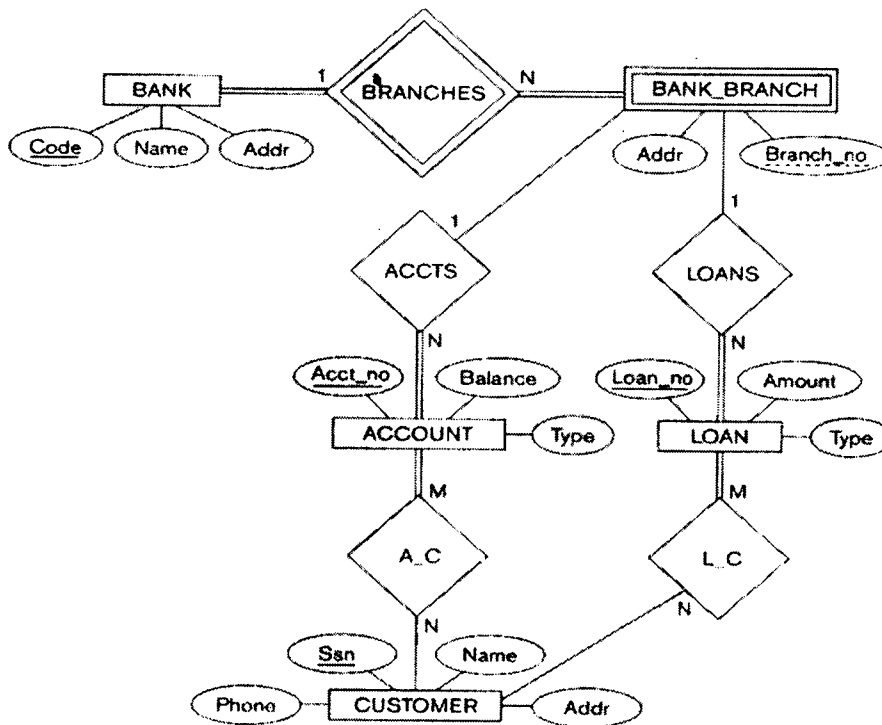 1 N
BANK BRANCHES BANK_BRANCH
Code Name Addr Addr Branch_no
1 1
ACCTS LOANS
N N
Acct_no Balance Loan_no Amount
ACCOUNT Type LOAN Type
M M
A_C L_C
N N
Ssn Name
Phone CUSTOMER Addr